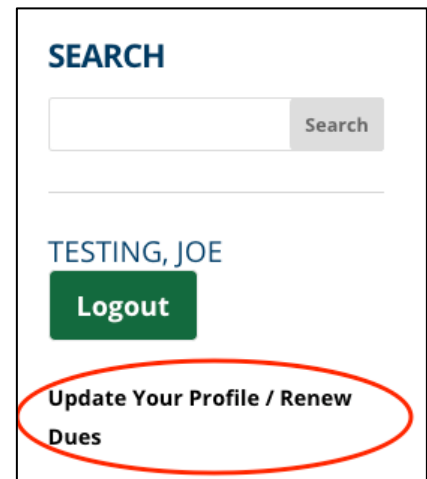 SEARCH
Search
TESTING, JOE
Logout
Update Your Profile / Renew
Dues